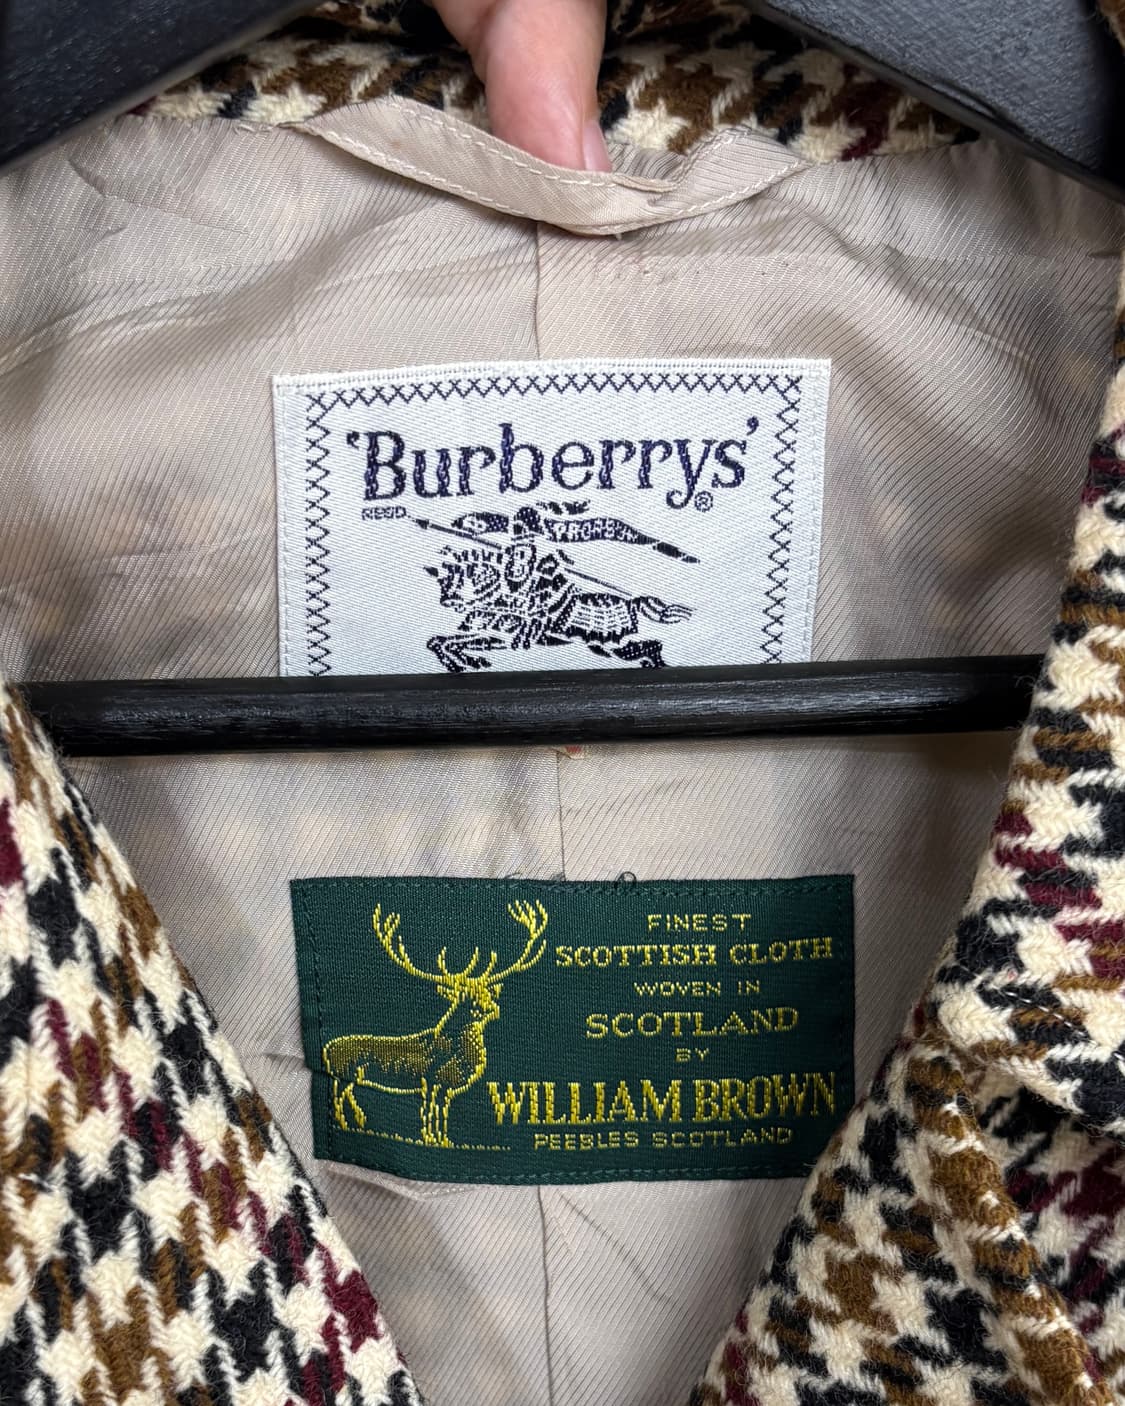 'Burberrys'®
REGD.
PRORSUM
FINEST
SCOTTISH CLOTH
WOVEN IN
SCOTLAND
BY
WILLIAM BROWN
PEEBLES SCOTLAND